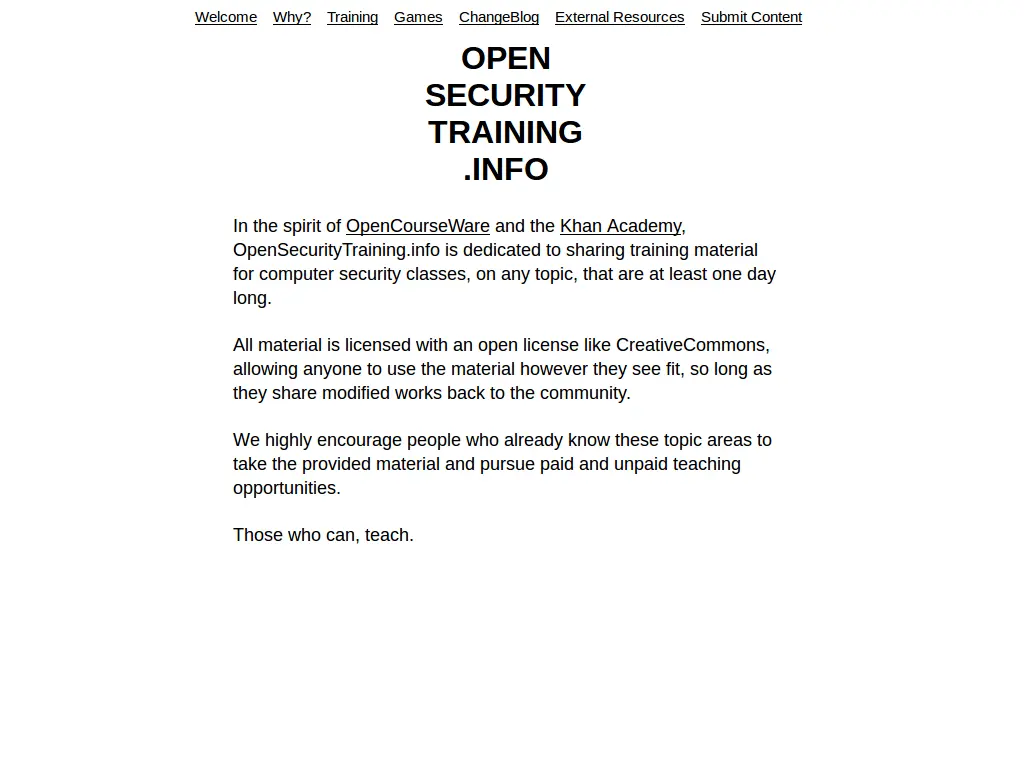 Welcome Why? Training Games ChangeBlog External Resources Submit Content
OPEN
SECURITY
TRAINING
.INFO
In the spirit of OpenCourseWare and the Khan Academy,
OpenSecurityTraining.info is dedicated to sharing training material
for computer security classes, on any topic, that are at least one day
long.
All material is licensed with an open license like CreativeCommons,
allowing anyone to use the material however they see fit, so long as
they share modified works back to the community.
We highly encourage people who already know these topic areas to
take the provided material and pursue paid and unpaid teaching
opportunities.
Those who can, teach.